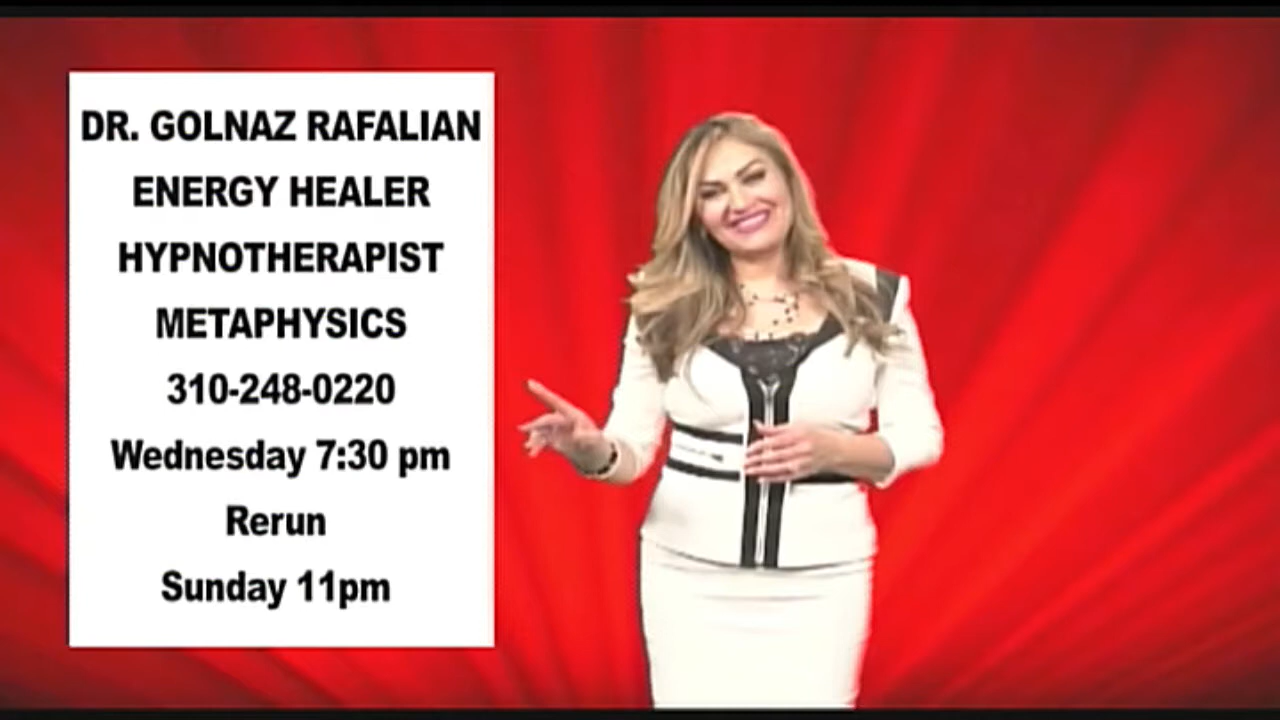 DR. GOLNAZ RAFALIAN
ENERGY HEALER
HYPNOTHERAPIST
METAPHYSICS
310-248-0220
Wednesday 7:30 pm
Rerun
Sunday 11pm